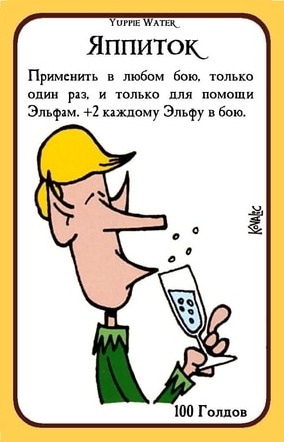 Yuppie Water
Яппиток
Применить в любом бою, только
один раз, и только для помощи
Эльфам. +2 каждому Эльфу в бою.
Kovalic
100 Голдов